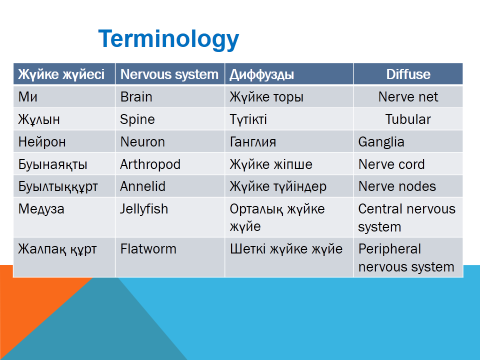 Terminology
Жүйке жүйесі Nervous system Диффузды Diffuse
Ми Brain Жүйке торы Nerve net
Жұлын Spine Түтікті Tubular
Нейрон Neuron Ганглия Ganglia
Буынаяқты Arthropod Жүйке жіпше Nerve cord
Буылтыққұрт Annelid Жүйке түйіндер Nerve nodes
Медуза Jellyfish Орталық жүйке Central nervous
жүйе system
Жалпақ құрт Flatworm Шеткі жүйке жүйе Peripheral
nervous system